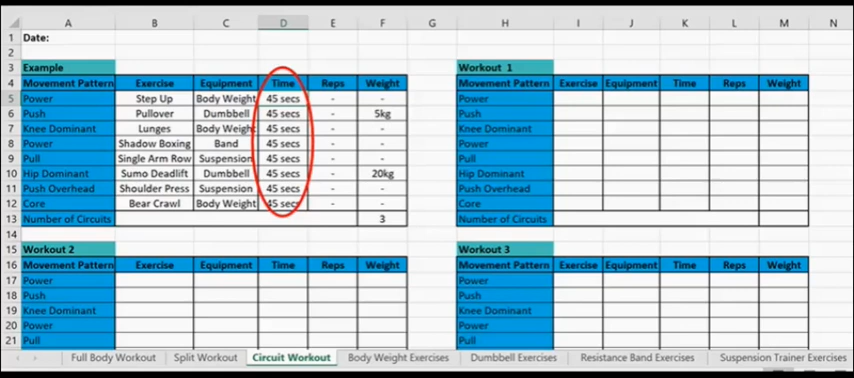 A B C D E F G H I J K L M N
1 Date:
2
3 Example Workout 1
4 Movement Pattern Exercise Equipment Time Reps Weight Movement Pattern Exercise Equipment Time Reps Weight
5 Power Step Up Body Weight 45 secs - - Power
6 Push Pullover Dumbbell 45 secs - 5kg Push
7 Knee Dominant Lunges Body Weight 45 secs - - Knee Dominant
8 Power Shadow Boxing Band 45 secs - - Power
9 Pull Single Arm Row Suspension 45 secs - - Pull
10 Hip Dominant Sumo Deadlift Dumbbell 45 secs - 20kg Hip Dominant
11 Push Overhead Shoulder Press Suspension 45 secs - - Push Overhead
12 Core Bear Crawl Body Weight 45 secs - - Core
13 Number of Circuits 3 Number of Circuits
14
15 Workout 2 Workout 3
16 Movement Pattern Exercise Equipment Time Reps Weight Movement Pattern Exercise Equipment Time Reps Weight
17 Power Power
18 Push Push
19 Knee Dominant Knee Dominant
20 Power Power
21 Pull Pull
Full Body Workout Split Workout Circuit Workout Body Weight Exercises Dumbbell Exercises Resistance Band Exercises Suspension Trainer Exercises